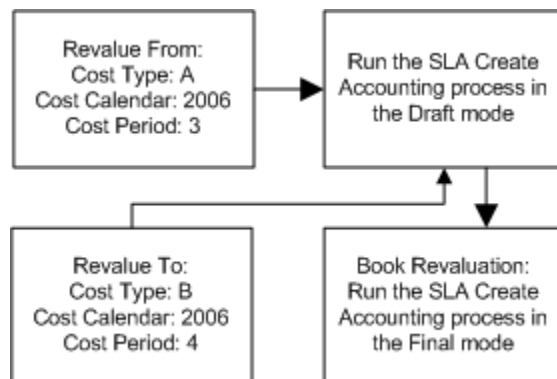 Revalue From:
Cost Type: A
Cost Calendar: 2006
Cost Period: 3
Run the SLA Create
Accounting process in
the Draft mode
Revalue To:
Cost Type: B
Cost Calendar: 2006
Cost Period: 4
Book Revaluation:
Run the SLA Create
Accounting process in
the Final mode